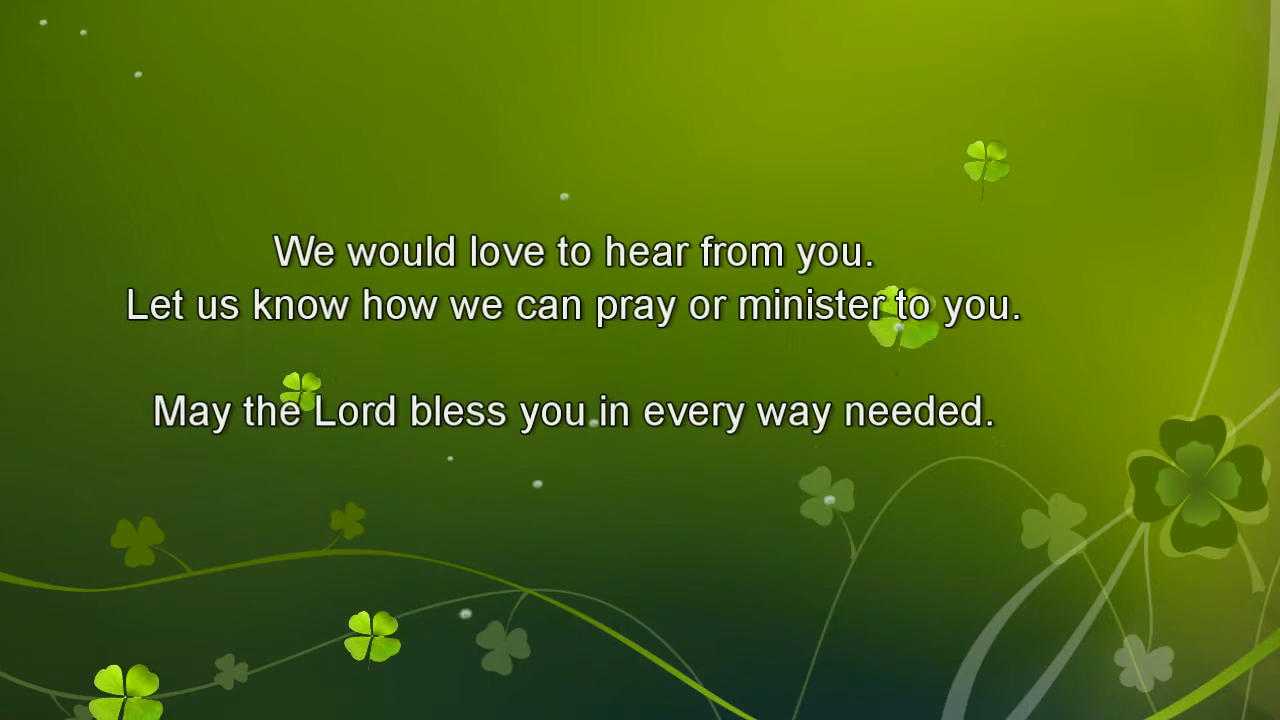 We would love to hear from you.
Let us know how we can pray or minister to you.
May the Lord bless you in every way needed.